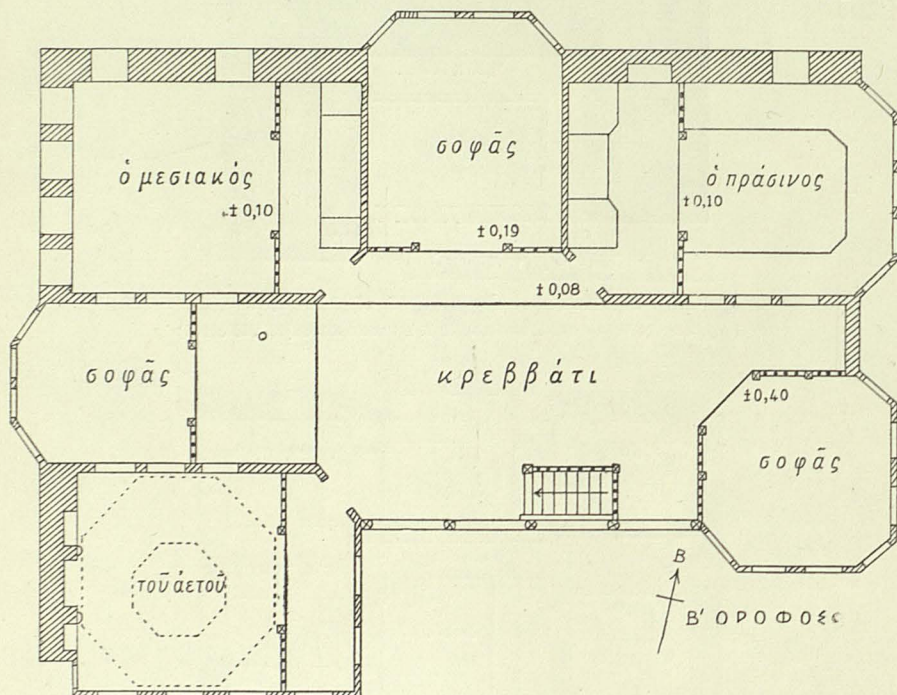 σοφᾶς
ὁ μεσιακός
±0,10
±0,19
ὁ πράσινος
±0,10
±0,08
σοφᾶς
κρεββάτι
±0,40
σοφᾶς
τοῦ ἀετοῦ
Β
Β' ΟΡΟΦΟΣ